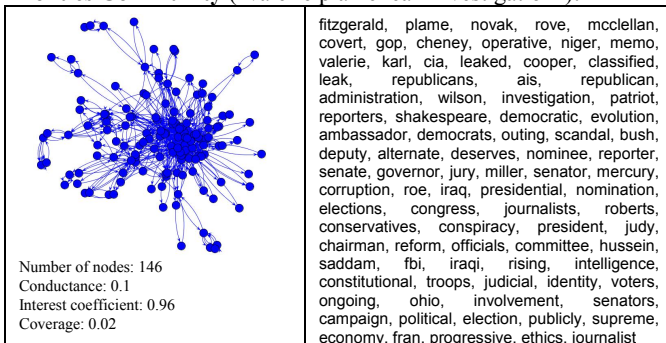 Number of nodes: 146
Conductance: 0.1
Interest coefficient: 0.96
Coverage: 0.02
fitzgerald, plame, novak, rove, mcclellan,
covert, gop, cheney, operative, niger, memo,
valerie, karl, cia, leaked, cooper, classified,
leak, republicans, ais, republican,
administration, wilson, investigation, patriot,
reporters, shakespeare, democratic, evolution,
ambassador, democrats, outing, scandal, bush,
deputy, alternate, deserves, nominee, reporter,
senate, governor, jury, miller, senator, mercury,
corruption, roe, iraq, presidential, nomination,
elections, congress, journalists, roberts,
conservatives, conspiracy, president, judy,
chairman, reform, officials, committee, hussein,
saddam, fbi, iraqi, rising, intelligence,
constitutional, troops, judicial, identity, voters,
ongoing, ohio, involvement, senators,
campaign, political, election, publicly, supreme,
economy, fran, progressive, ethics, journalist